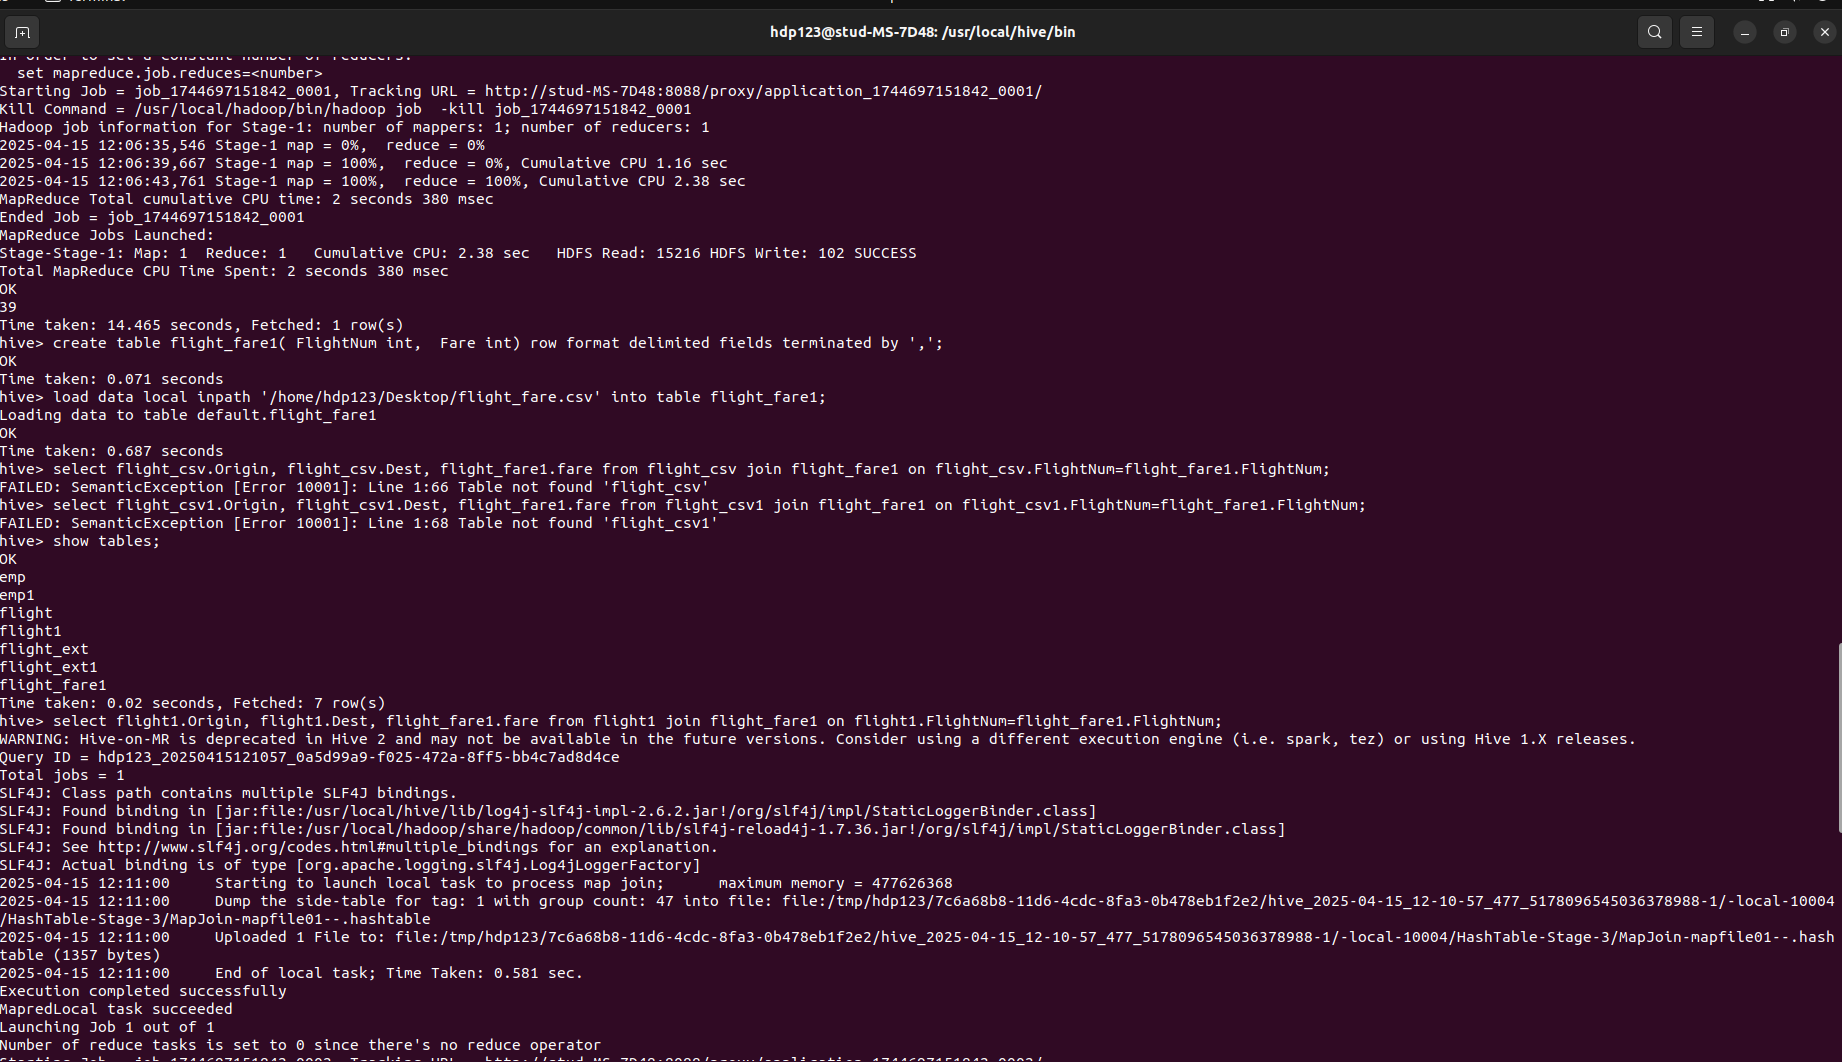 hdp123@stud-MS-7D48: /usr/local/hive/bin
In order to set a constant number of reducers:
  set mapreduce.job.reduces=<number>
Starting Job = job_1744697151842_0001, Tracking URL = http://stud-MS-7D48:8088/proxy/application_1744697151842_0001/
Kill Command = /usr/local/hadoop/bin/hadoop job  -kill job_1744697151842_0001
Hadoop job information for Stage-1: number of mappers: 1; number of reducers: 1
2025-04-15 12:06:35,546 Stage-1 map = 0%,  reduce = 0%
2025-04-15 12:06:39,667 Stage-1 map = 100%,  reduce = 0%, Cumulative CPU 1.16 sec
2025-04-15 12:06:43,761 Stage-1 map = 100%,  reduce = 100%, Cumulative CPU 2.38 sec
MapReduce Total cumulative CPU time: 2 seconds 380 msec
Ended Job = job_1744697151842_0001
MapReduce Jobs Launched:
Stage-Stage-1: Map: 1  Reduce: 1   Cumulative CPU: 2.38 sec   HDFS Read: 15216 HDFS Write: 102 SUCCESS
Total MapReduce CPU Time Spent: 2 seconds 380 msec
OK
39
Time taken: 14.465 seconds, Fetched: 1 row(s)
hive> create table flight_fare1( FlightNum int,  Fare int) row format delimited fields terminated by ',';
OK
Time taken: 0.071 seconds
hive> load data local inpath '/home/hdp123/Desktop/flight_fare.csv' into table flight_fare1;
Loading data to table default.flight_fare1
OK
Time taken: 0.687 seconds
hive> select flight_csv.Origin, flight_csv.Dest, flight_fare1.fare from flight_csv join flight_fare1 on flight_csv.FlightNum=flight_fare1.FlightNum;
FAILED: SemanticException [Error 10001]: Line 1:66 Table not found 'flight_csv'
hive> select flight_csv1.Origin, flight_csv1.Dest, flight_fare1.fare from flight_csv1 join flight_fare1 on flight_csv1.FlightNum=flight_fare1.FlightNum;
FAILED: SemanticException [Error 10001]: Line 1:68 Table not found 'flight_csv1'
hive> show tables;
OK
emp
emp1
flight
flight1
flight_ext
flight_ext1
flight_fare1
Time taken: 0.02 seconds, Fetched: 7 row(s)
hive> select flight1.Origin, flight1.Dest, flight_fare1.fare from flight1 join flight_fare1 on flight1.FlightNum=flight_fare1.FlightNum;
WARNING: Hive-on-MR is deprecated in Hive 2 and may not be available in the future versions. Consider using a different execution engine (i.e. spark, tez) or using Hive 1.X releases.
Query ID = hdp123_20250415121057_0a5d99a9-f025-472a-8ff5-bb4c7ad8d4ce
Total jobs = 1
SLF4J: Class path contains multiple SLF4J bindings.
SLF4J: Found binding in [jar:file:/usr/local/hive/lib/log4j-slf4j-impl-2.6.2.jar!/org/slf4j/impl/StaticLoggerBinder.class]
SLF4J: Found binding in [jar:file:/usr/local/hadoop/share/hadoop/common/lib/slf4j-reload4j-1.7.36.jar!/org/slf4j/impl/StaticLoggerBinder.class]
SLF4J: See http://www.slf4j.org/codes.html#multiple_bindings for an explanation.
SLF4J: Actual binding is of type [org.apache.logging.slf4j.Log4jLoggerFactory]
2025-04-15 12:11:00     Starting to launch local task to process map join;      maximum memory = 477626368
2025-04-15 12:11:00     Dump the side-table for tag: 1 with group count: 47 into file: file:/tmp/hdp123/7c6a68b8-11d6-4cdc-8fa3-0b478eb1f2e2/hive_2025-04-15_12-10-57_477_5178096545036378988-1/-local-10004
/HashTable-Stage-3/MapJoin-mapfile01--.hashtable
2025-04-15 12:11:00     Uploaded 1 File to: file:/tmp/hdp123/7c6a68b8-11d6-4cdc-8fa3-0b478eb1f2e2/hive_2025-04-15_12-10-57_477_5178096545036378988-1/-local-10004/HashTable-Stage-3/MapJoin-mapfile01--.hash
table (1357 bytes)
2025-04-15 12:11:00     End of local task; Time Taken: 0.581 sec.
Execution completed successfully
MapredLocal task succeeded
Launching Job 1 out of 1
Number of reduce tasks is set to 0 since there's no reduce operator